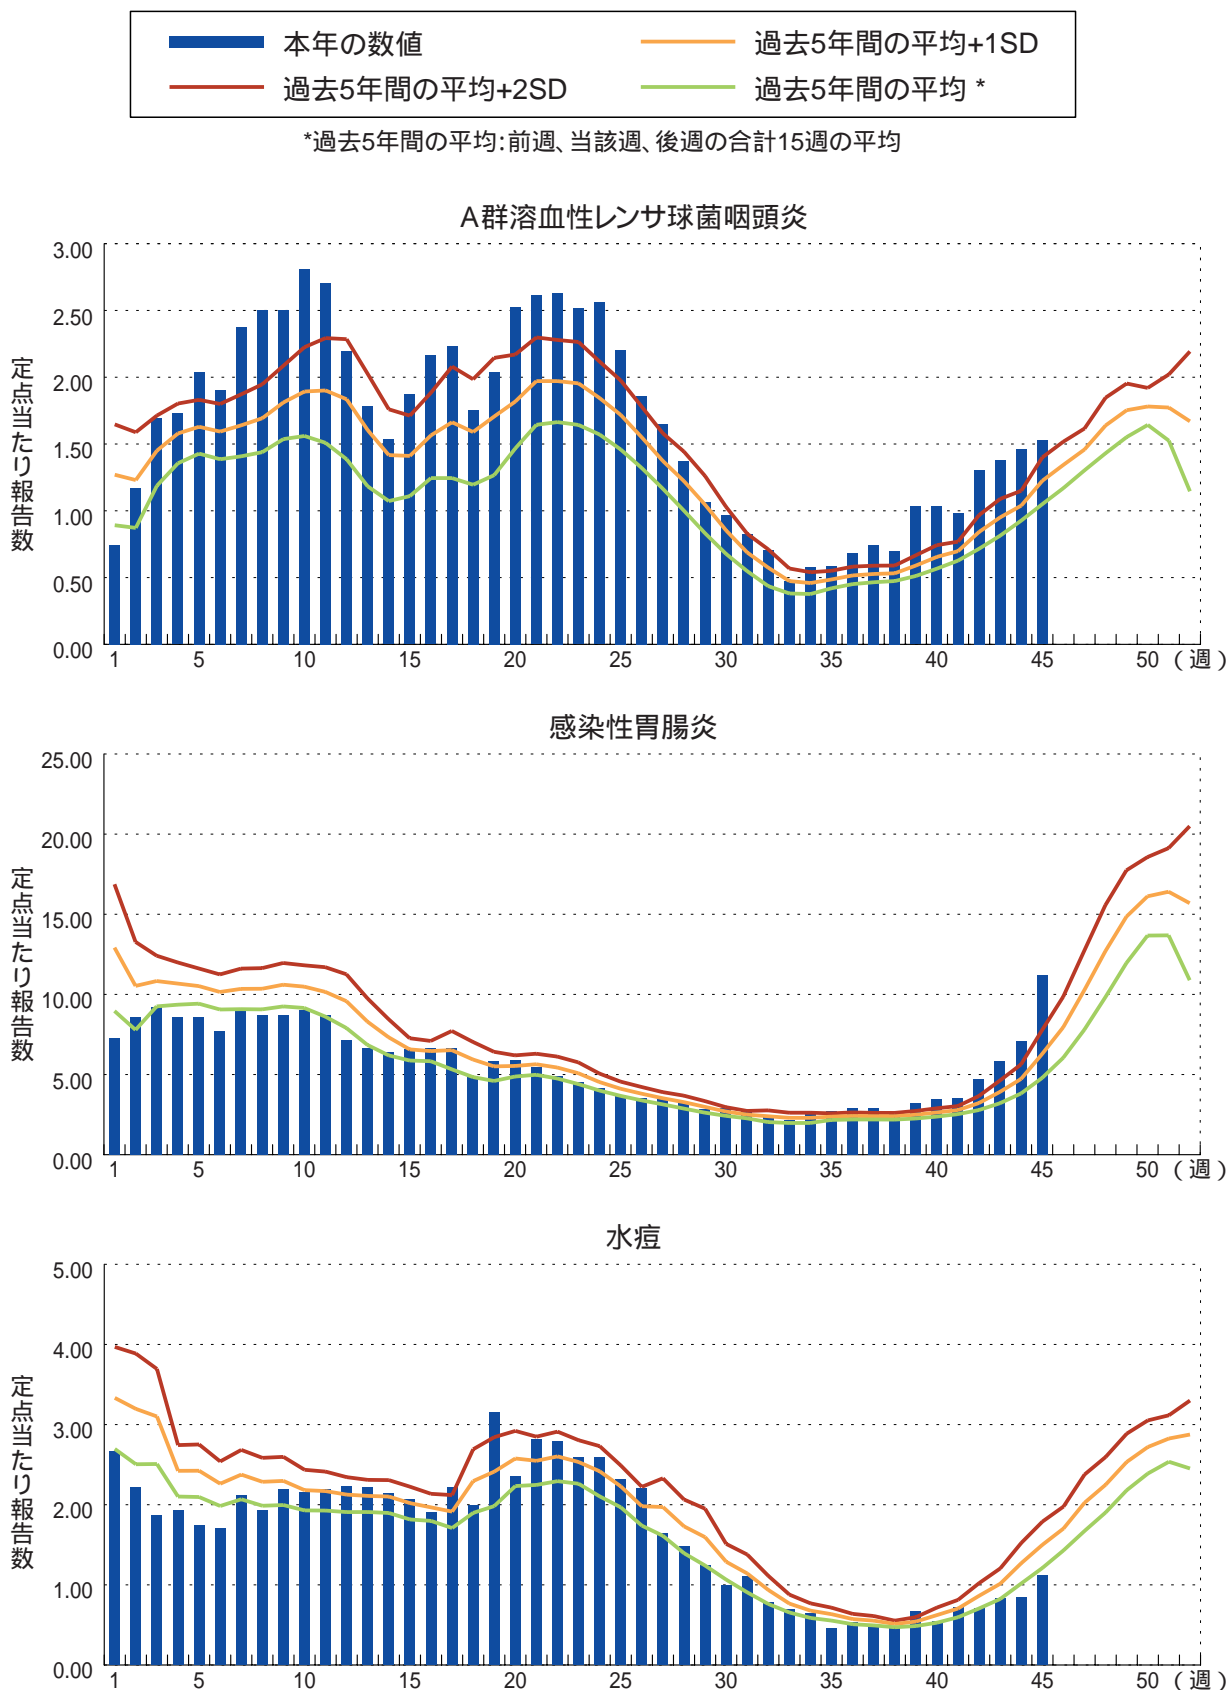 本年の数値
過去5年間の平均+1SD
過去5年間の平均+2SD
過去5年間の平均 *
*過去5年間の平均:前週、当該週、後週の合計15週の平均
A群溶血性レンサ球菌咽頭炎
定点当たり報告数
3.00
2.50
2.00
1.50
1.00
0.50
0.00
1 5 10 15 20 25 30 35 40 45 50 (週)
感染性胃腸炎
定点当たり報告数
25.00
20.00
15.00
10.00
5.00
0.00
1 5 10 15 20 25 30 35 40 45 50 (週)
水痘
定点当たり報告数
5.00
4.00
3.00
2.00
1.00
0.00
1 5 10 15 20 25 30 35 40 45 50 (週)